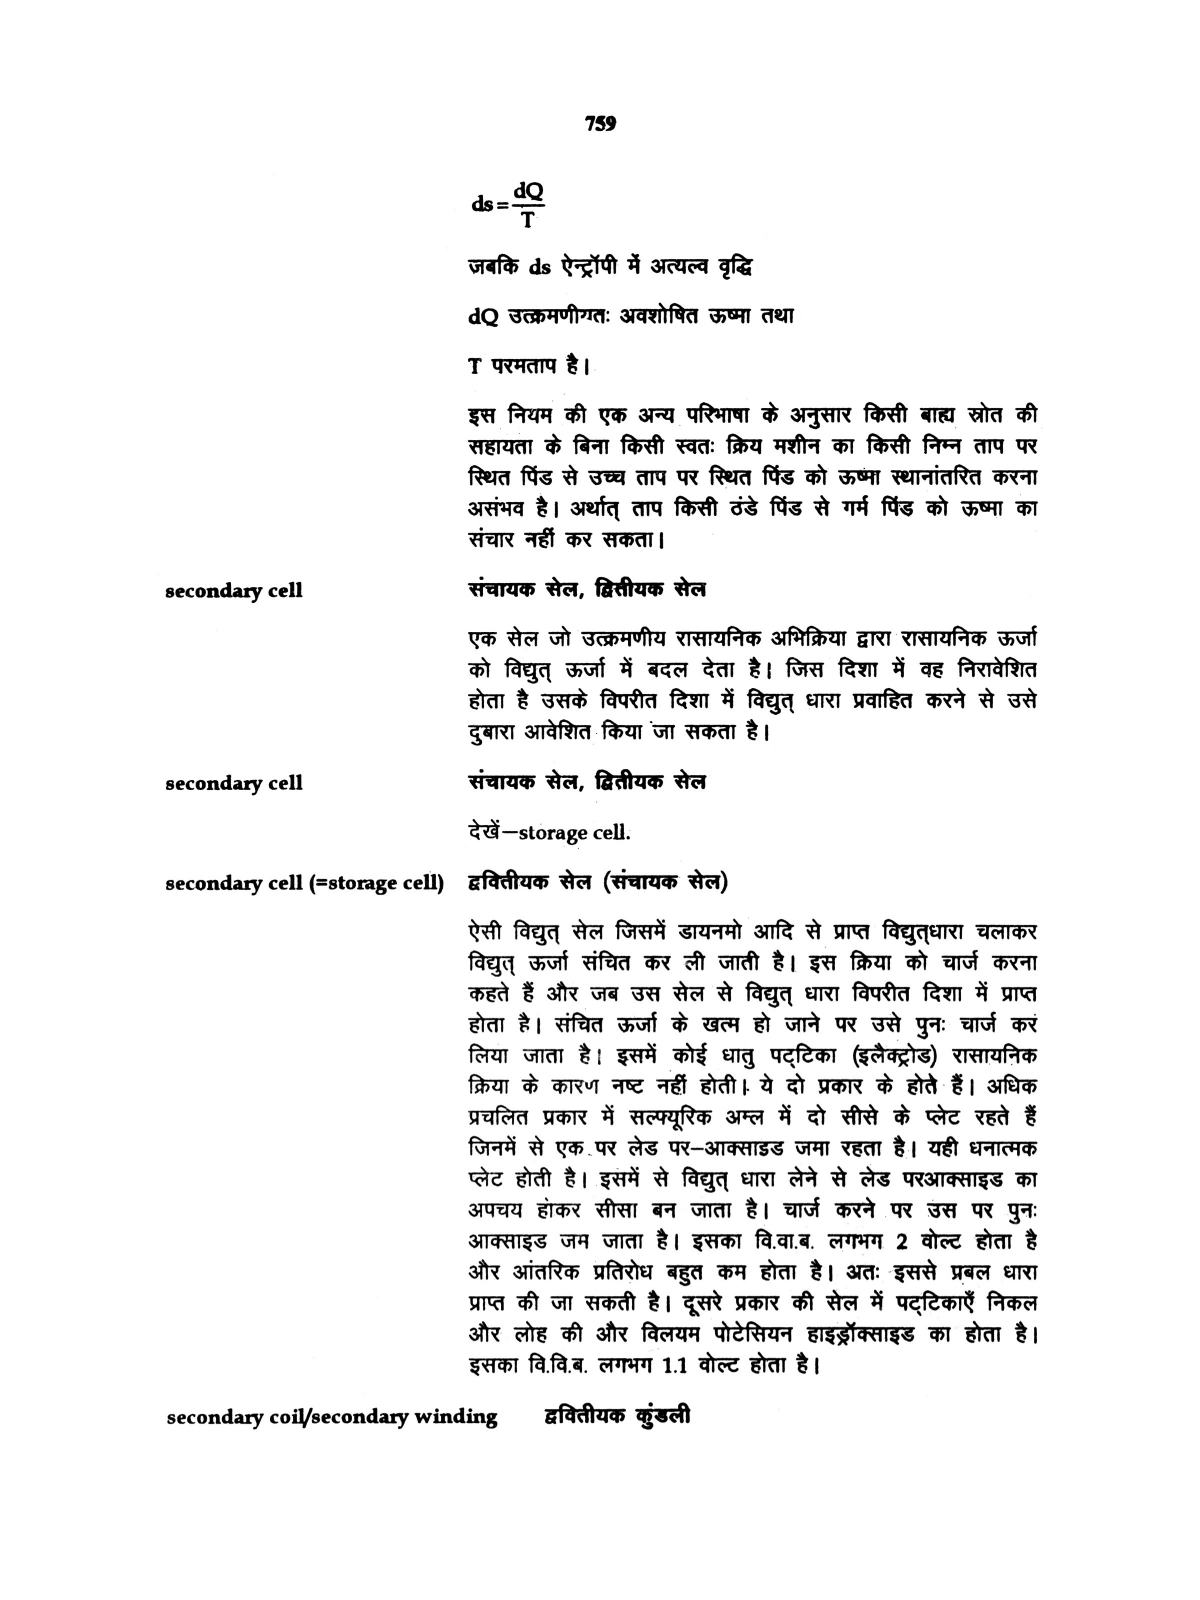 759
ds = dQ/T
जबकि ds ऐन्ट्रॉपी में अत्यल्व वृद्धि
dQ उत्क्रमणीयतः अवशोषित ऊष्मा तथा
T परमताप है।
इस नियम की एक अन्य परिभाषा के अनुसार किसी बाह्य स्रोत की
सहायता के बिना किसी स्वतः क्रिय मशीन का किसी निम्न ताप पर
स्थित पिंड से उच्च ताप पर स्थित पिंड को ऊष्मा स्थानांतरित करना
असंभव है। अर्थात् ताप किसी ठंडे पिंड से गर्म पिंड को ऊष्मा का
संचार नहीं कर सकता।
secondary cell संचायक सेल, द्वितीयक सेल
एक सेल जो उत्क्रमणीय रासायनिक अभिक्रिया द्वारा रासायनिक ऊर्जा
को विद्युत् ऊर्जा में बदल देता है। जिस दिशा में वह निरावेशित
होता है उसके विपरीत दिशा में विद्युत् धारा प्रवाहित करने से उसे
दुबारा आवेशित किया जा सकता है।
secondary cell संचायक सेल, द्वितीयक सेल
देखें—storage cell.
secondary cell (=storage cell) द्वितीयक सेल (संचायक सेल)
ऐसी विद्युत् सेल जिसमें डायनमो आदि से प्राप्त विद्युत्धारा चलाकर
विद्युत् ऊर्जा संचित कर ली जाती है। इस क्रिया को चार्ज करना
कहते हैं और जब उस सेल से विद्युत् धारा विपरीत दिशा में प्राप्त
होता है। संचित ऊर्जा के खत्म हो जाने पर उसे पुनः चार्ज कर
लिया जाता है। इसमें कोई धातु पट्टिका (इलैक्ट्रोड) रासायनिक
क्रिया के कारण नष्ट नहीं होती। ये दो प्रकार के होते हैं। अधिक
प्रचलित प्रकार में सल्फ्यूरिक अम्ल में दो सीसे के प्लेट रहते हैं
जिनमें से एक पर लेड पर–आक्साइड जमा रहता है। यही धनात्मक
प्लेट होती है। इसमें से विद्युत् धारा लेने से लेड परआक्साइड का
अपचय होकर सीसा बन जाता है। चार्ज करने पर उस पर पुनः
आक्साइड जम जाता है। इसका वि.वा.ब. लगभग 2 वोल्ट होता है
और आंतरिक प्रतिरोध बहुत कम होता है। अतः इससे प्रबल धारा
प्राप्त की जा सकती है। दूसरे प्रकार की सेल में पट्टिकाएँ निकल
और लोह की और विलयम पोटेसियन हाइड्रॉक्साइड का होता है।
इसका वि.वि.ब. लगभग 1.1 वोल्ट होता है।
secondary coil/secondary winding द्वितीयक कुंडली